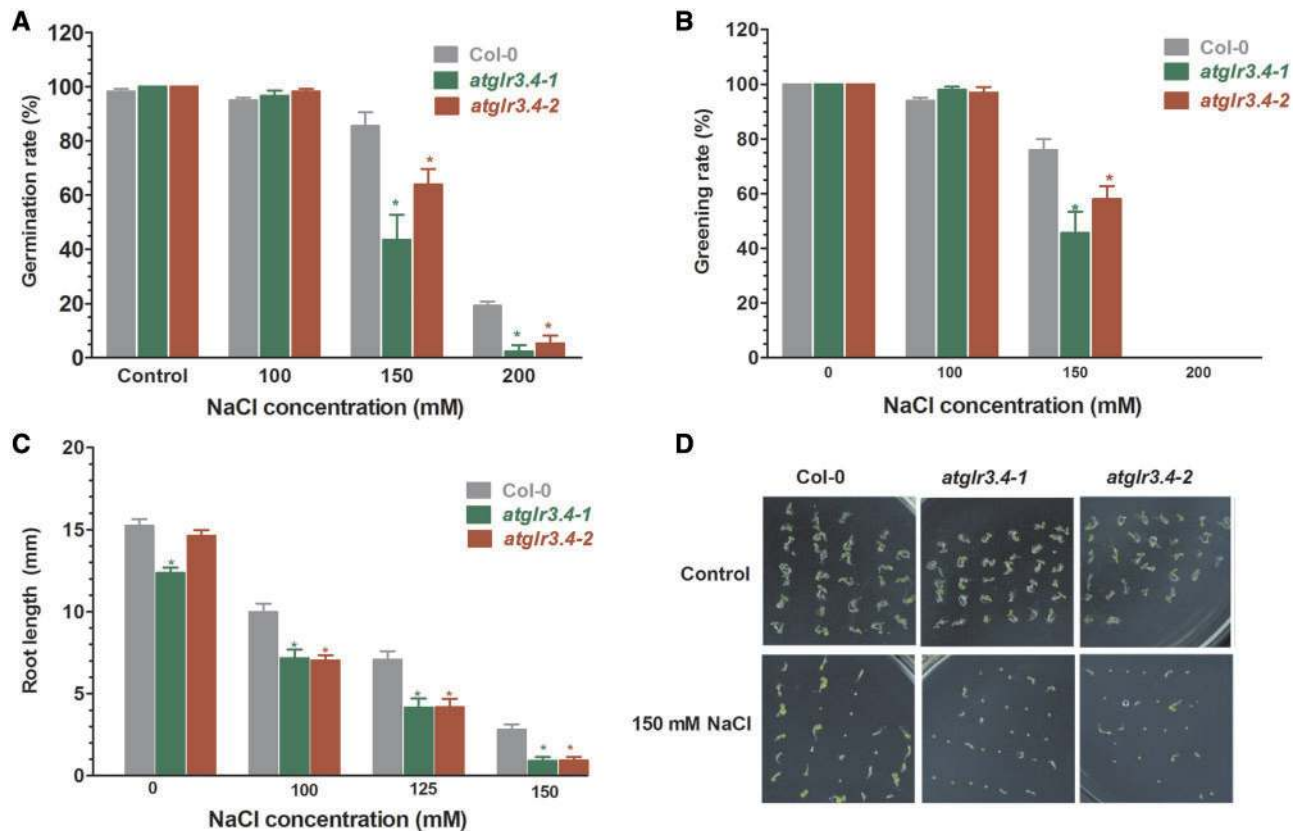 A
120
100
80
60
40
20
0
Germination rate (%)
Col-0
atglr3.4-1
atglr3.4-2
*
*
*
*
Control 100 150 200
NaCl concentration (mM)
B
120
100
80
60
40
20
0
Greening rate (%)
Col-0
atglr3.4-1
atglr3.4-2
*
*
0 100 150 200
NaCl concentration (mM)
C
20
15
10
5
0
Root length (mm)
Col-0
atglr3.4-1
atglr3.4-2
*
* *
* *
* *
0 100 125 150
NaCl concentration (mM)
D
Col-0 atglr3.4-1 atglr3.4-2
Control
150 mM NaCl